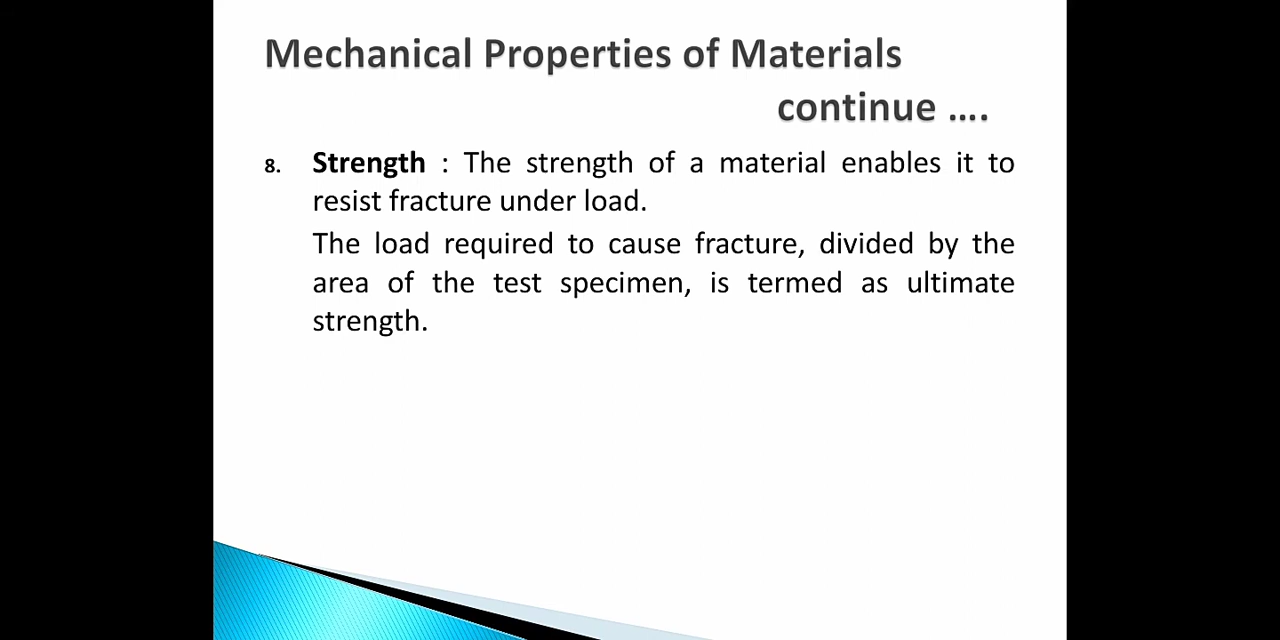 Mechanical Properties of Materials
continue ....
8. Strength : The strength of a material enables it to
resist fracture under load.
The load required to cause fracture, divided by the
area of the test specimen, is termed as ultimate
strength.